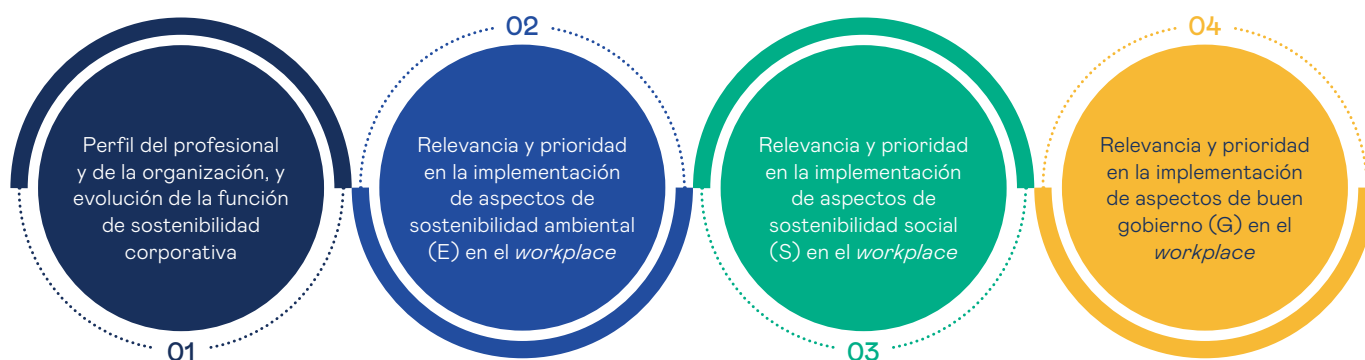 Perfil del profesional
y de la organización, y
evolución de la función
de sostenibilidad
corporativa
01
02
Relevancia y prioridad
en la implementación
de aspectos de
sostenibilidad ambiental
(E) en el workplace
Relevancia y prioridad
en la implementación
de aspectos de
sostenibilidad social
(S) en el workplace
03
04
Relevancia y prioridad
en la implementación
de aspectos de buen
gobierno (G) en el
workplace